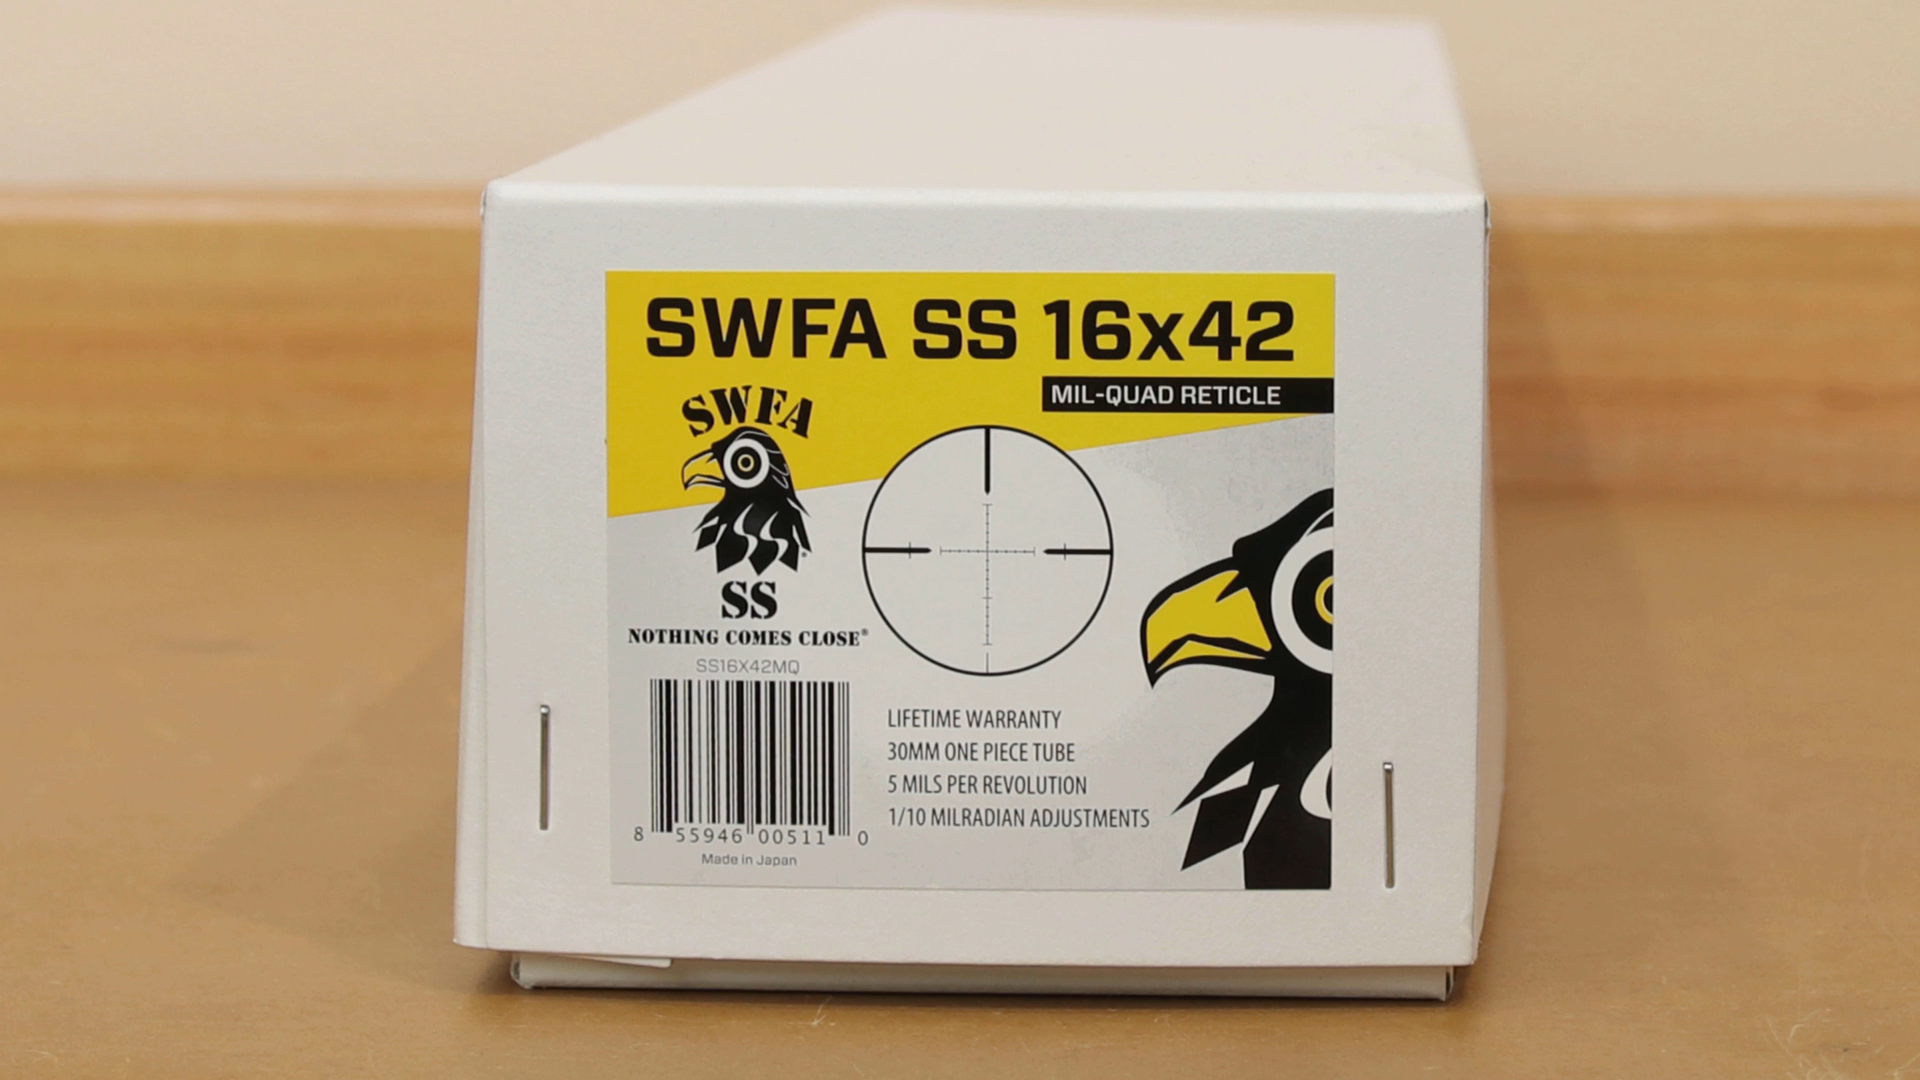 SWFA SS 16x42
MIL-QUAD RETICLE
SWFA
SS
SS
NOTHING COMES CLOSE®
SS16X42MQ
8 55946 00511 0
Made in Japan
LIFETIME WARRANTY
30MM ONE PIECE TUBE
5 MILS PER REVOLUTION
1/10 MILRADIAN ADJUSTMENTS